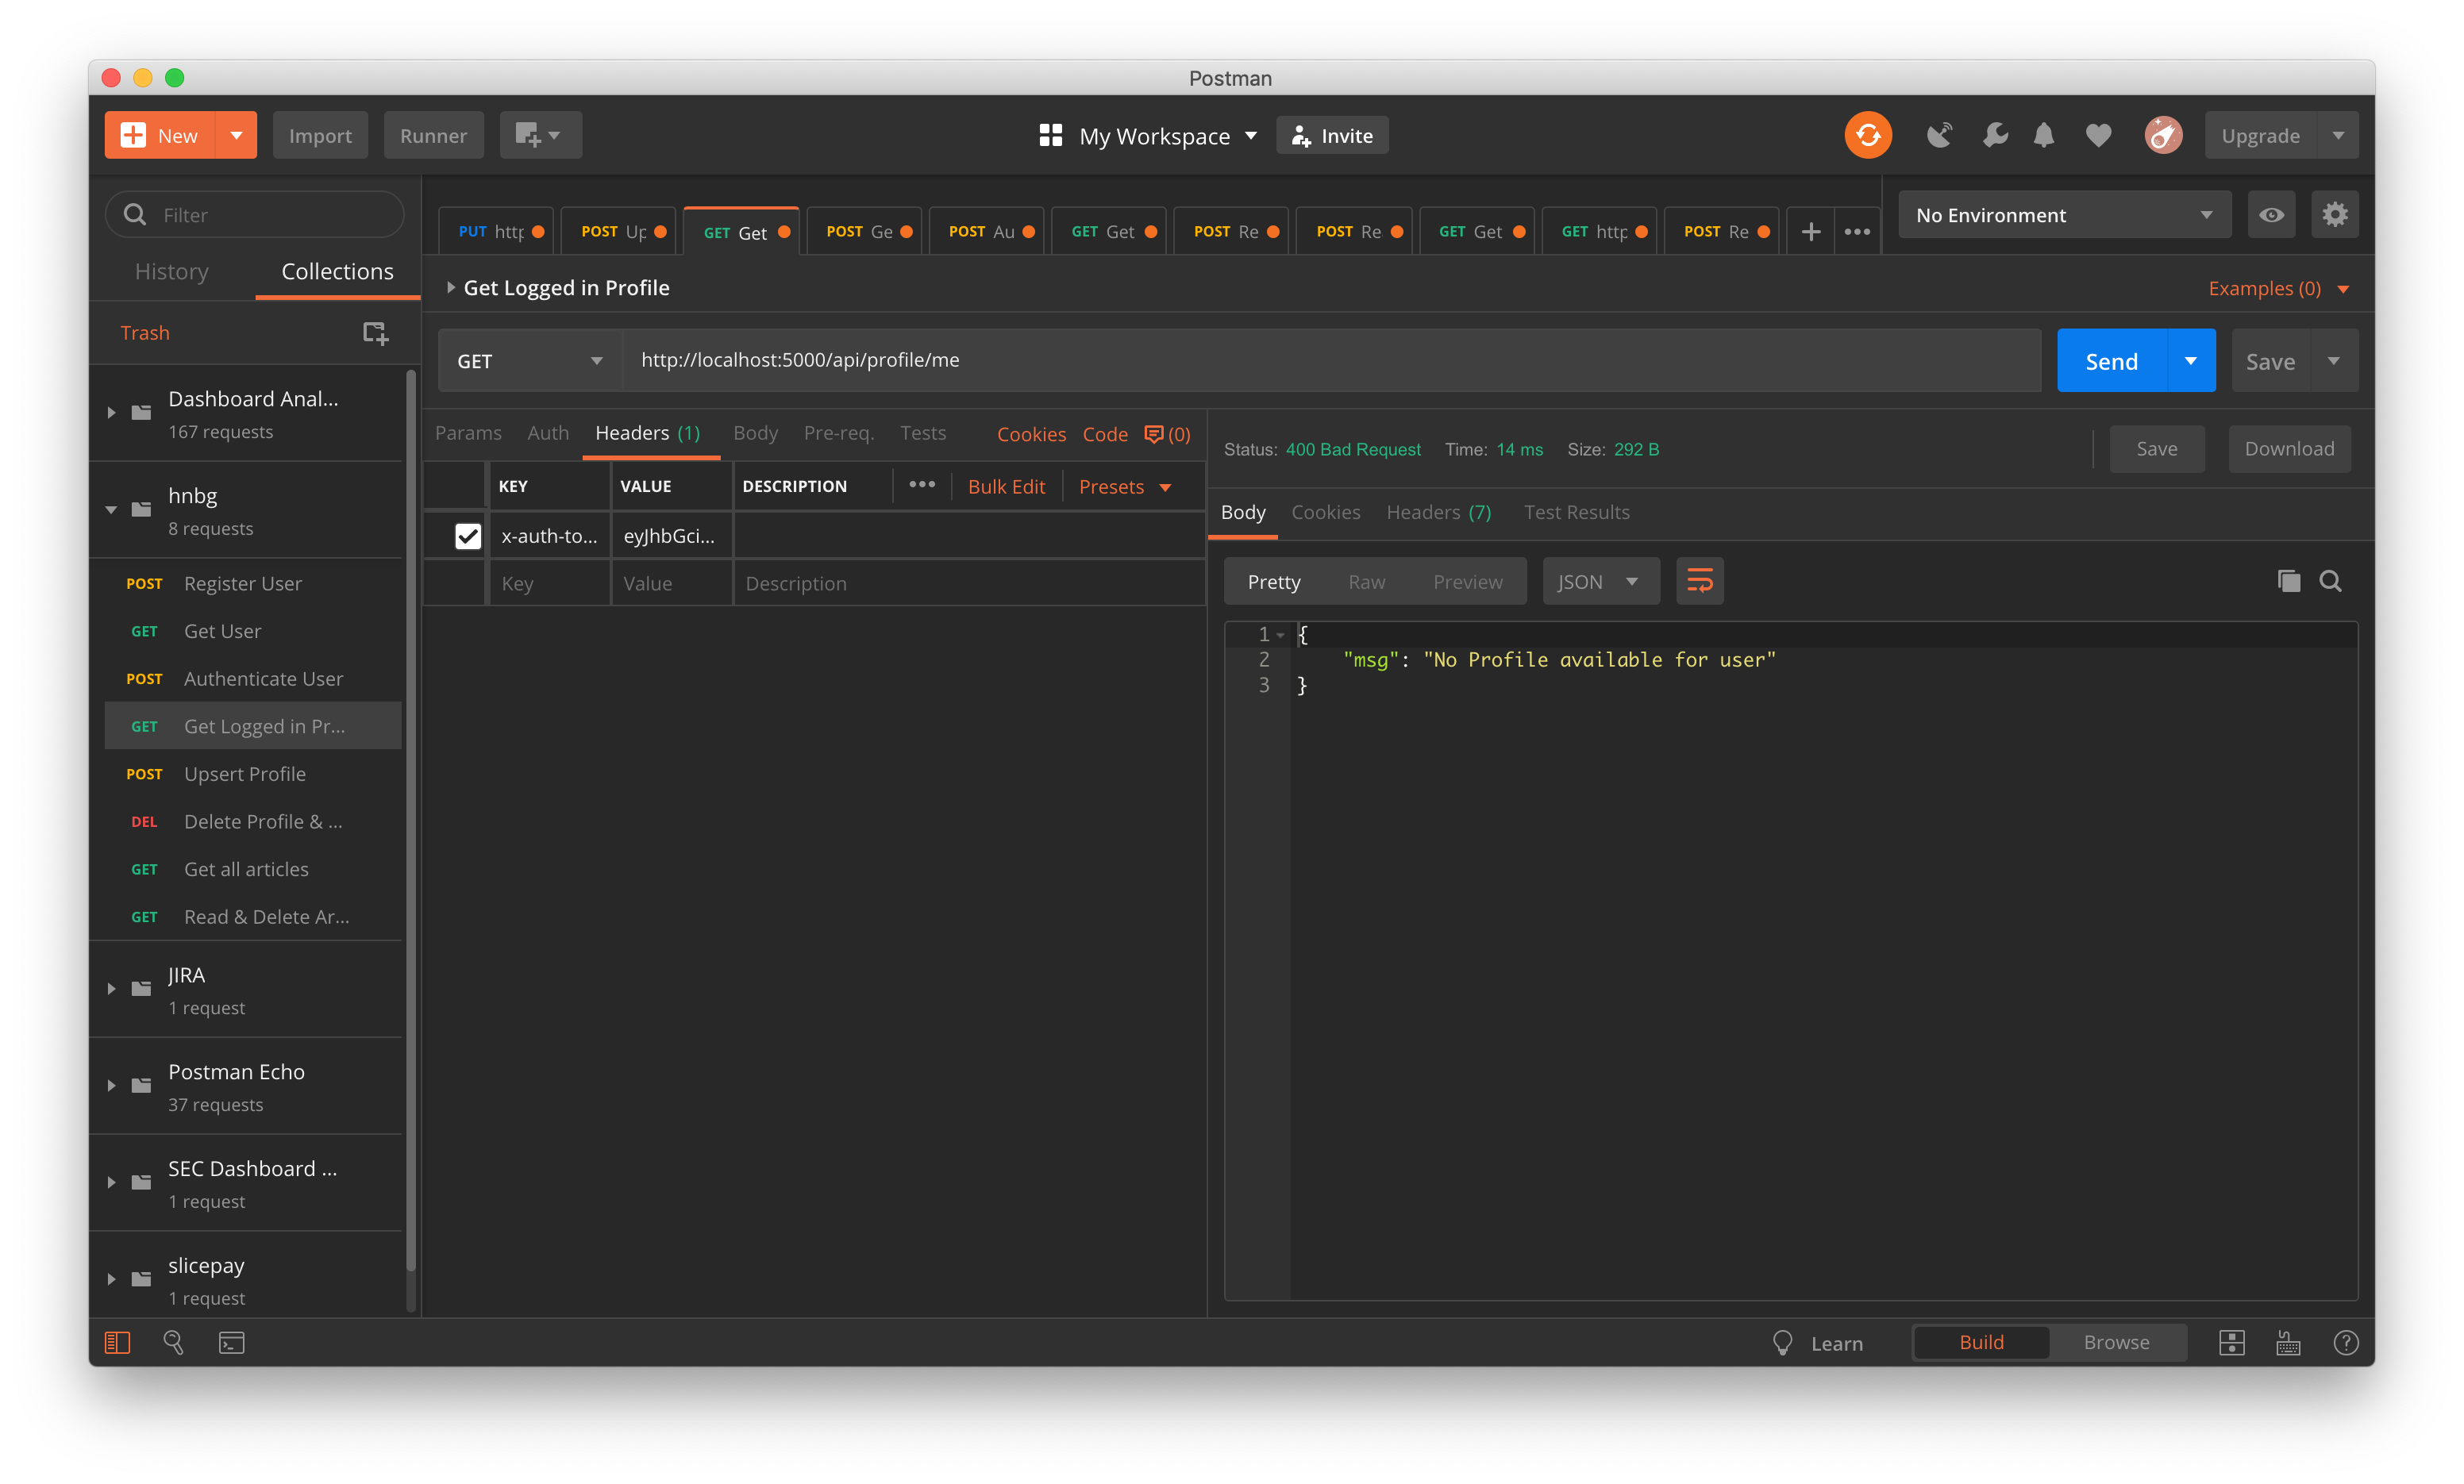 Postman
New
Import
Runner
My Workspace
Invite
Upgrade
Filter
History
Collections
Trash
Dashboard Anal...
167 requests
hnbg
8 requests
POST Register User
GET Get User
POST Authenticate User
GET Get Logged in Pr...
POST Upsert Profile
DEL Delete Profile & ...
GET Get all articles
GET Read & Delete Ar...
JIRA
1 request
Postman Echo
37 requests
SEC Dashboard ...
1 request
slicepay
1 request
PUT http
POST Up
GET Get
POST Ge
POST Au
GET Get
POST Re
POST Re
GET Get
GET http
POST Re
No Environment
Get Logged in Profile
Examples (0)
GET
http://localhost:5000/api/profile/me
Send
Save
Params Auth Headers (1) Body Pre-req. Tests Cookies Code (0)
KEY VALUE DESCRIPTION Bulk Edit Presets
x-auth-to... eyJhbGci...
Key Value Description
Status: 400 Bad Request Time: 14 ms Size: 292 B
Save
Download
Body Cookies Headers (7) Test Results
Pretty Raw Preview JSON
1 {
2 "msg": "No Profile available for user"
3 }
Learn
Build
Browse